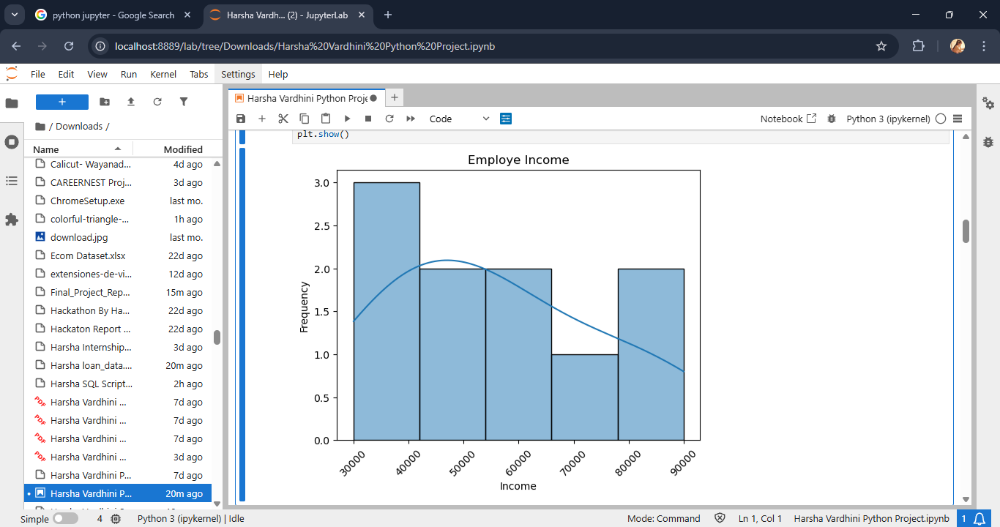 python jupyter - Google Search
Harsha Vardh... (2) - JupyterLab
localhost:8889/lab/tree/Downloads/Harsha%20Vardhini%20Python%20Project.ipynb
File Edit View Run Kernel Tabs Settings Help
/ Downloads /
Name Modified
Calicut- Wayanad... 4d ago
CAREERNEST Proj... 3d ago
ChromeSetup.exe last mo.
colorful-triangle-... 1h ago
download.jpg last mo.
Ecom Dataset.xlsx 22d ago
extensiones-de-vi... 12d ago
Final_Project_Rep... 15m ago
Hackathon By Ha... 22d ago
Hackaton Report ... 22d ago
Harsha Internship... 3d ago
Harsha loan_data.... 20m ago
Harsha SQL Script... 2h ago
Harsha Vardhini ... 7d ago
Harsha Vardhini ... 7d ago
Harsha Vardhini ... 7d ago
Harsha Vardhini ... 3d ago
Harsha Vardhini P... 7d ago
Harsha Vardhini P... 20m ago
Harsha Vardhini Python Proje
Code
Notebook Python 3 (ipykernel)
plt.show()
Employe Income
3.0
2.5
2.0
1.5
1.0
0.5
0.0
Frequency
30000 40000 50000 60000 70000 80000 90000
Income
Simple 4 Python 3 (ipykernel) | Idle
Mode: Command Ln 1, Col 1 Harsha Vardhini Python Project.ipynb 1